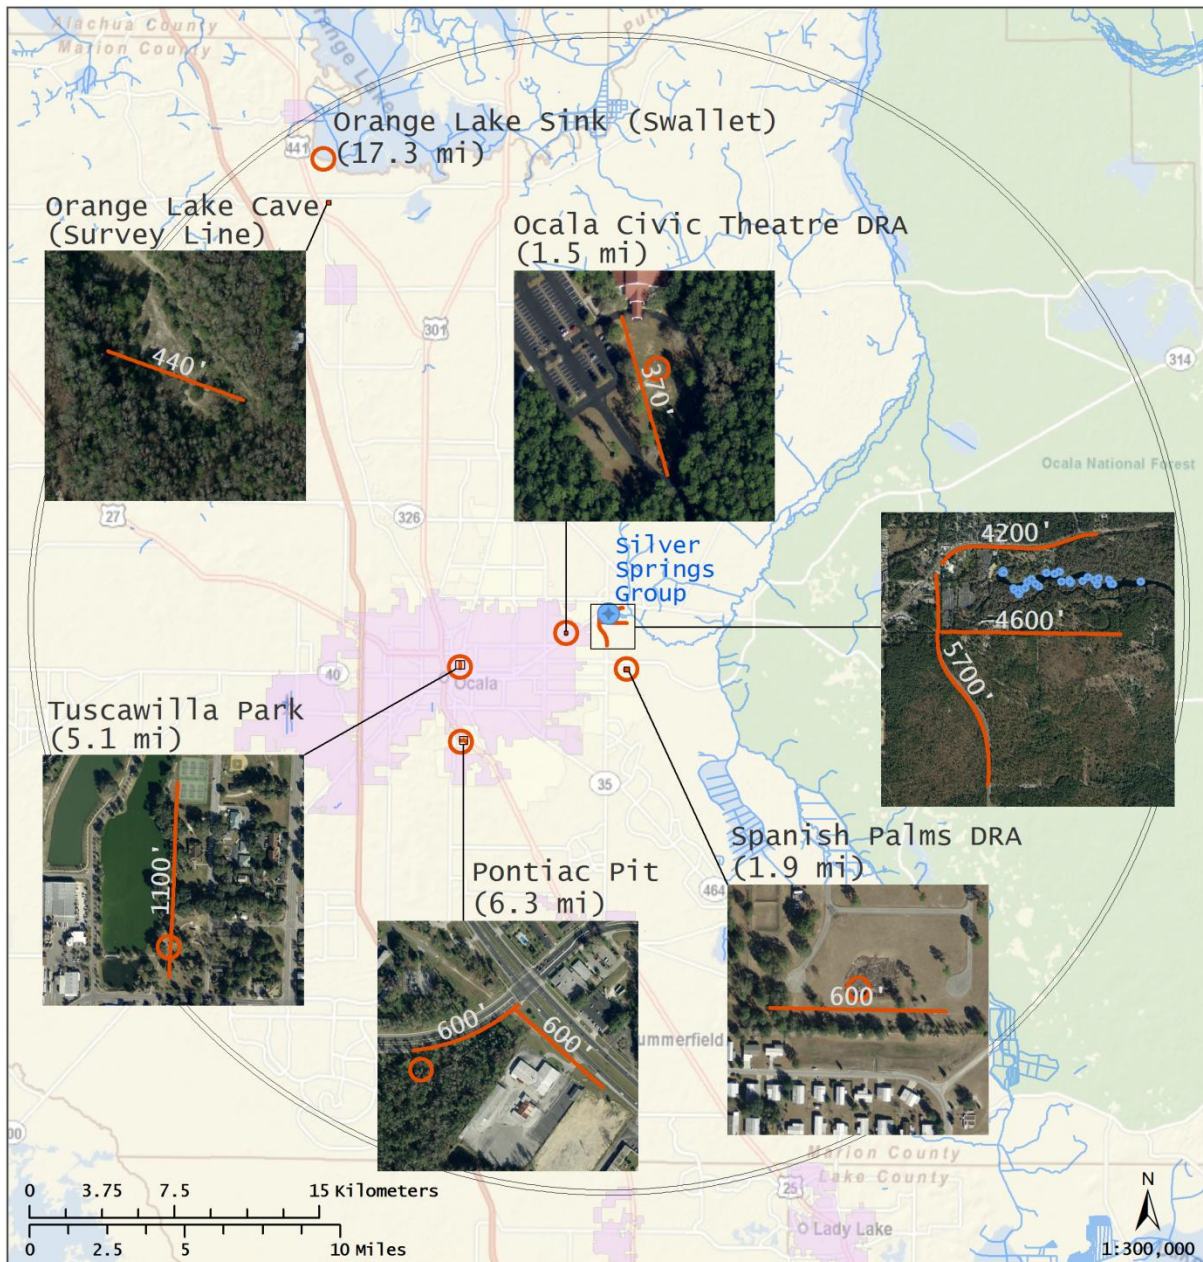 Alachua County
Marion County
Orange Lake
441
Orange Lake Sink (Swallet)
(17.3 mi)
Orange Lake Cave
(Survey Line)
440'
Ocala Civic Theatre DRA
(1.5 mi)
370'
301
314
Ocala National Forest
27
326
Silver
Springs
Group
4200'
4600'
5700'
40
Ocala
Tuscawilla Park
(5.1 mi)
1100'
35
Pontiac Pit
(6.3 mi)
600'
600'
464
Spanish Palms DRA
(1.9 mi)
600'
ummerfield
Marion County
Lake County
25
Lady Lake
0 3.75 7.5 15 Kilometers
0 2.5 5 10 Miles
N
1:300,000